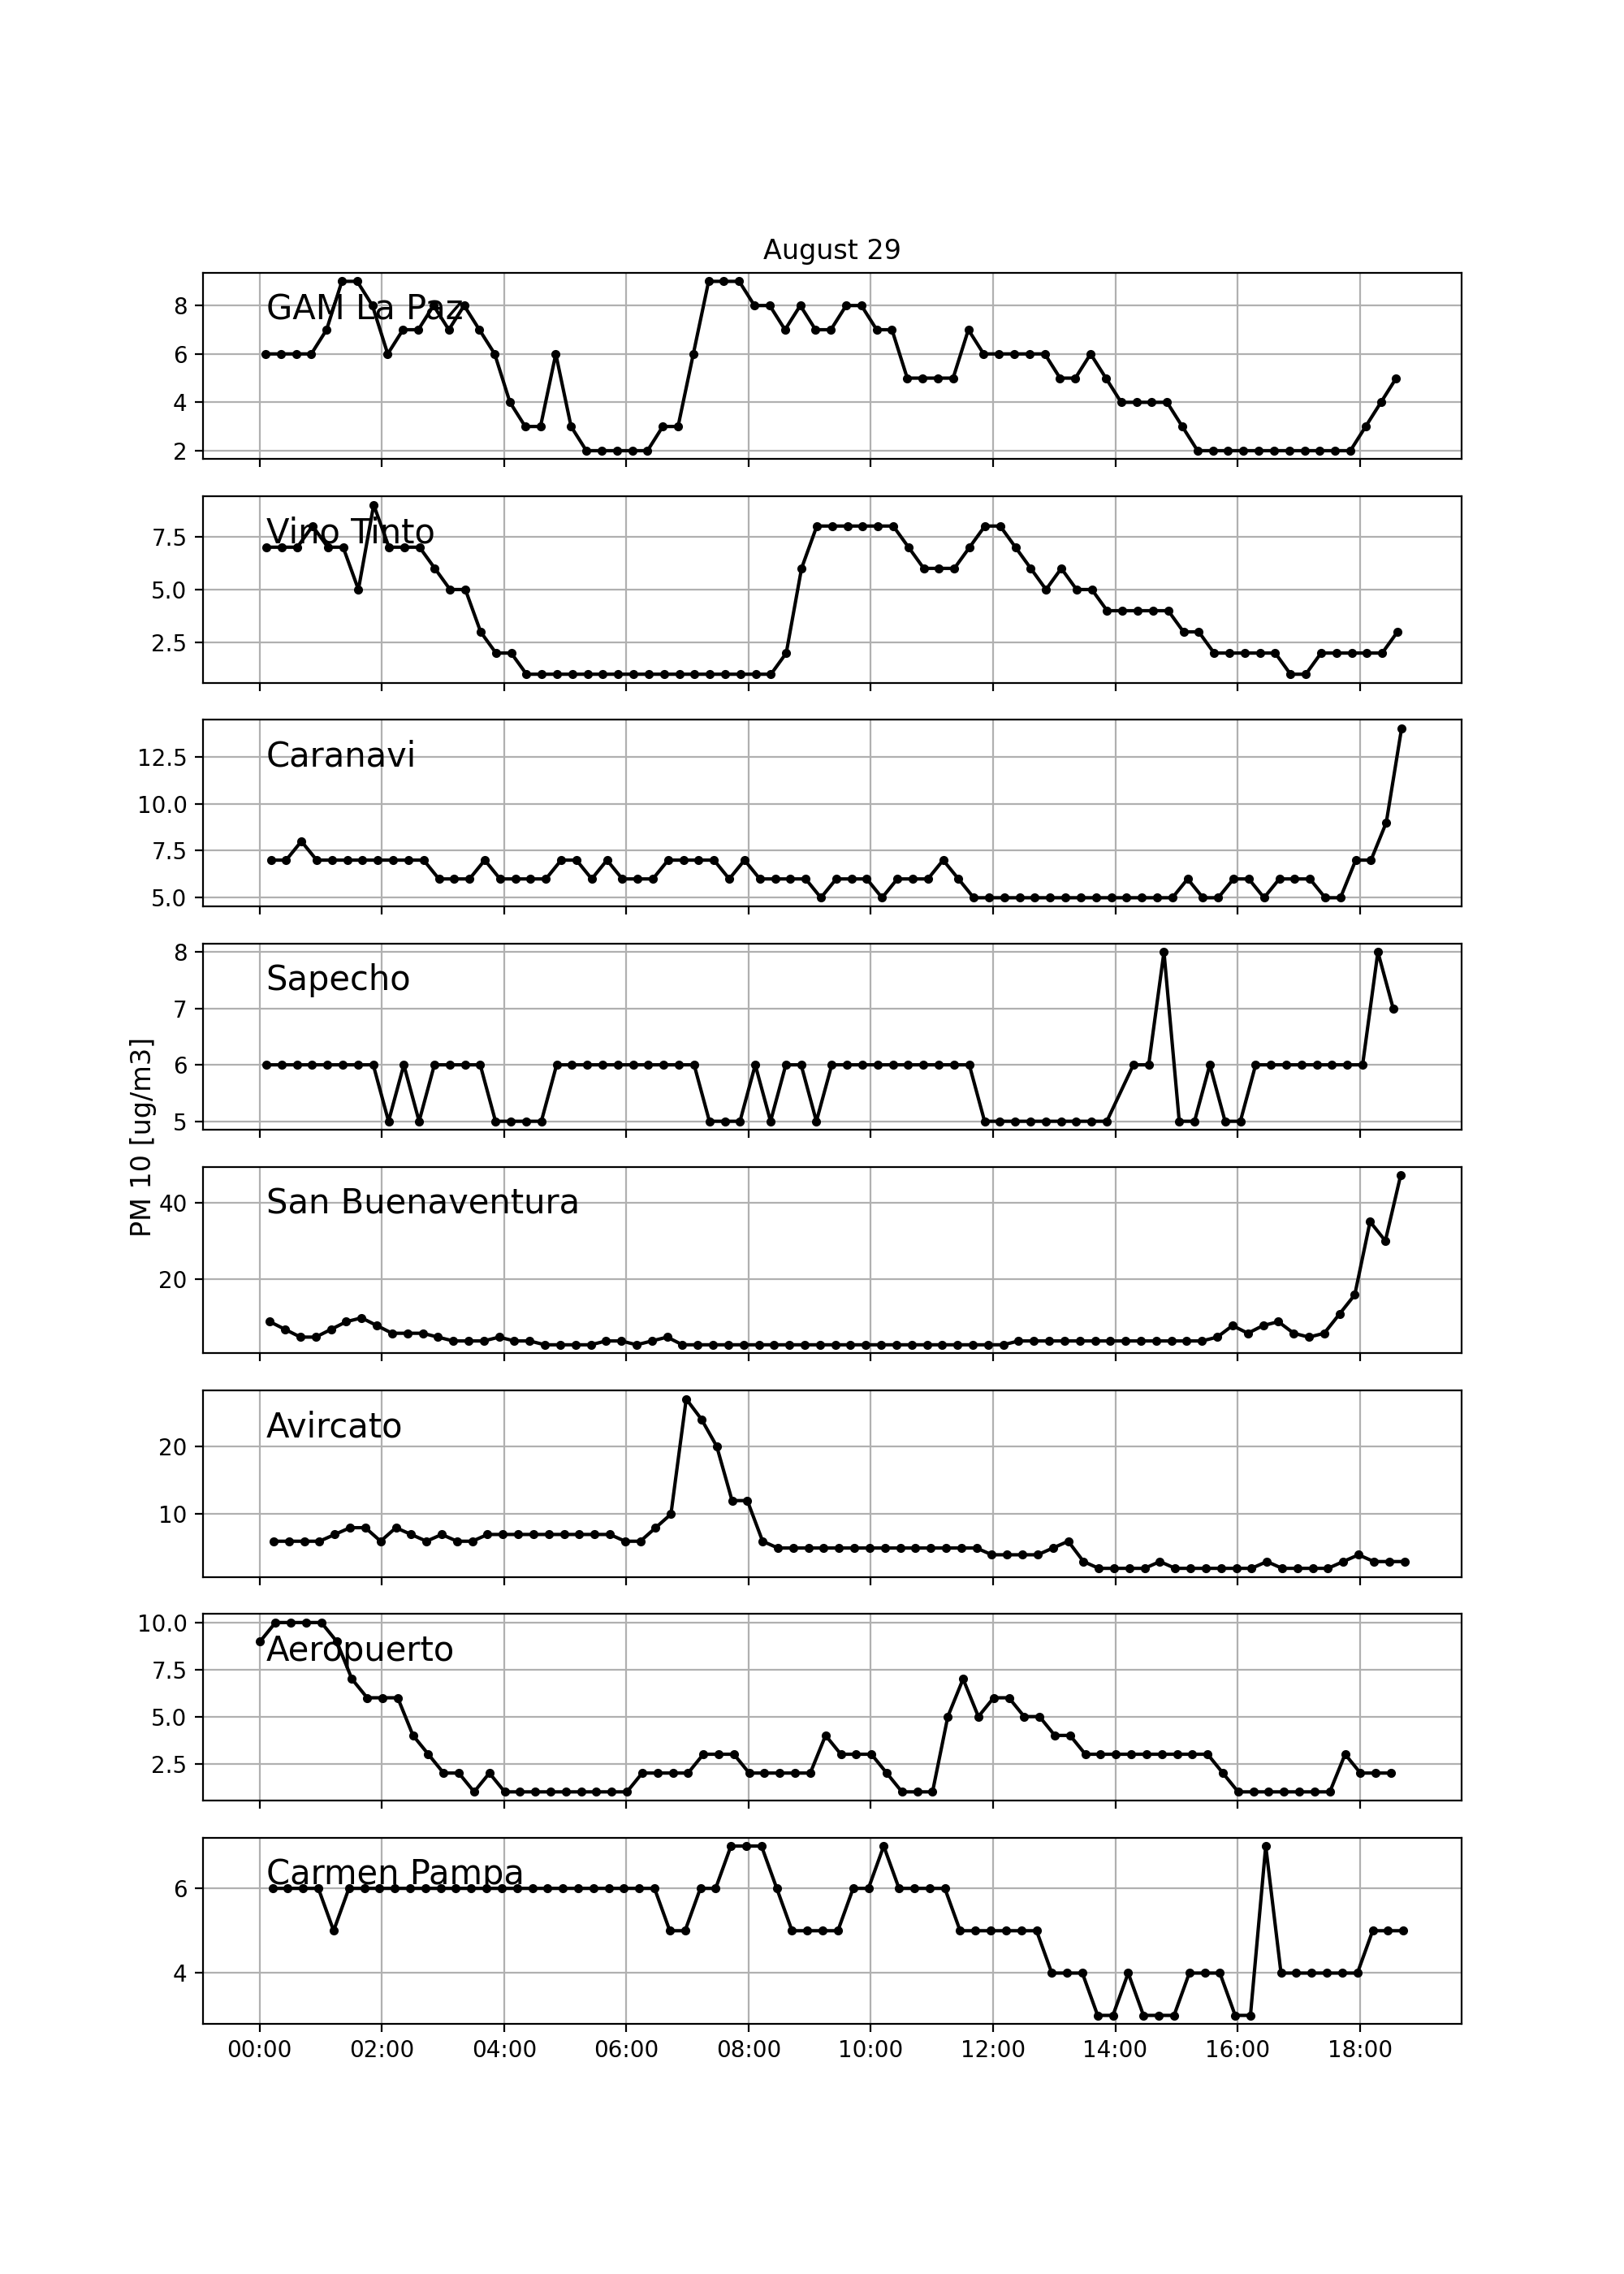 August 29
GAM La Paz
8
6
4
2
Vino Tinto
7.5
5.0
2.5
Caranavi
12.5
10.0
7.5
5.0
Sapecho
8
7
6
5
PM 10 [ug/m3]
San Buenaventura
40
20
Avircato
20
10
Aeropuerto
10.0
7.5
5.0
2.5
Carmen Pampa
6
4
00:00 02:00 04:00 06:00 08:00 10:00 12:00 14:00 16:00 18:00